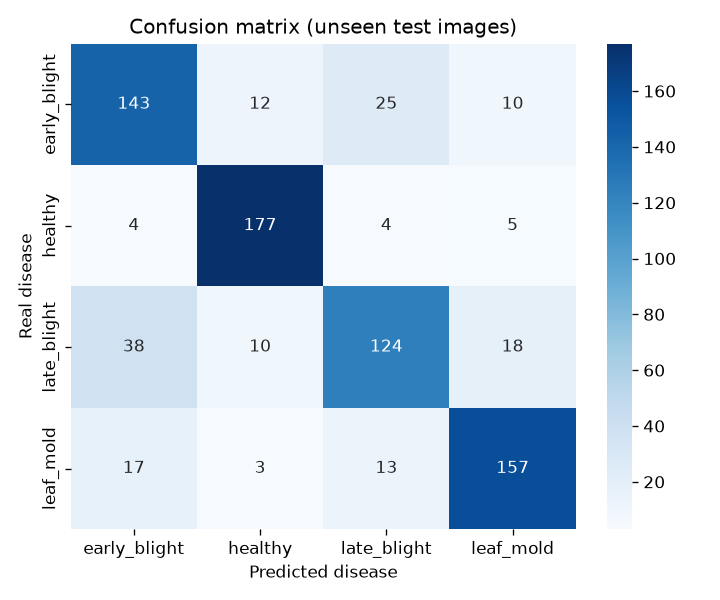 Confusion matrix (unseen test images)
Real disease
early_blight
143 12 25 10
healthy
4 177 4 5
late_blight
38 10 124 18
leaf_mold
17 3 13 157
early_blight healthy late_blight leaf_mold
Predicted disease
160
140
120
100
80
60
40
20